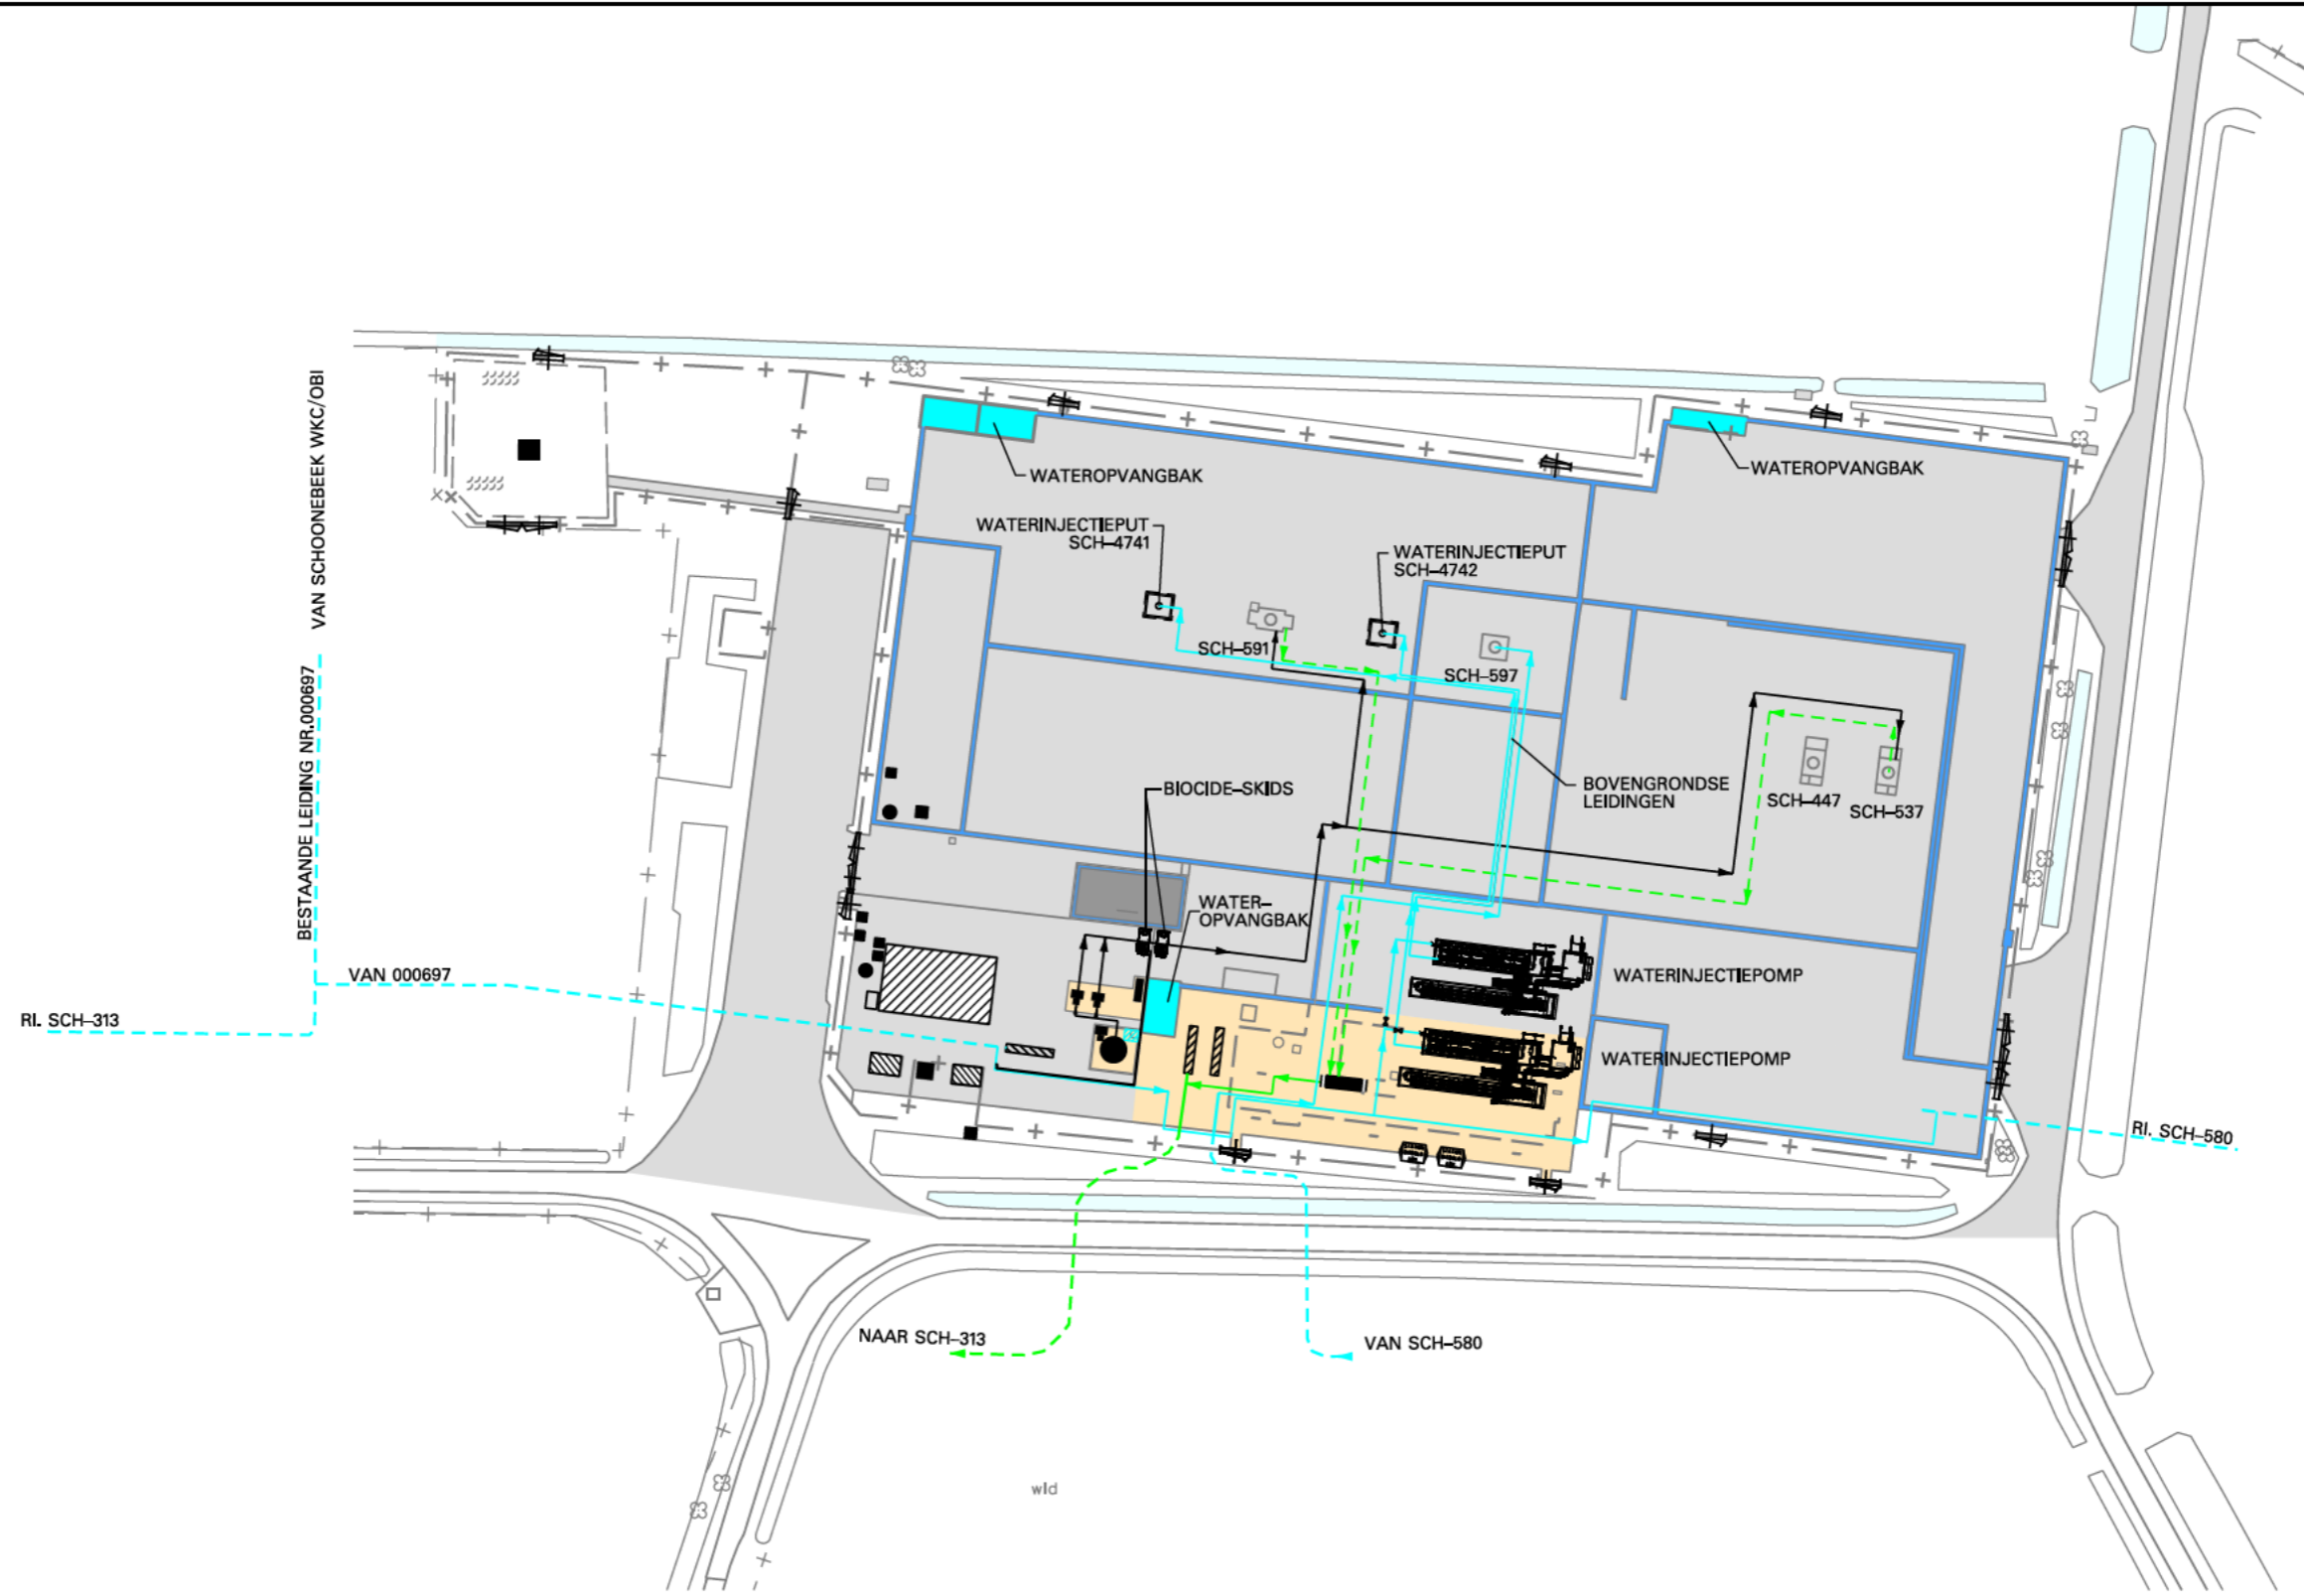 VAN SCHOONEBEEK WKC/OBI
BESTAANDE LEIDING NR.000697
WATEROPVANGBAK
WATEROPVANGBAK
WATERINJECTIEPUT
SCH-4741
WATERINJECTIEPUT
SCH-4742
SCH-591
SCH-597
BIOCIDE-SKIDS
BOVENGRONDSE
LEIDINGEN
SCH-447
SCH-537
WATER-
OPVANGBAK
VAN 000697
WATERINJECTIEPOMP
RI. SCH-313
WATERINJECTIEPOMP
RI. SCH-580
NAAR SCH-313
VAN SCH-580
wld